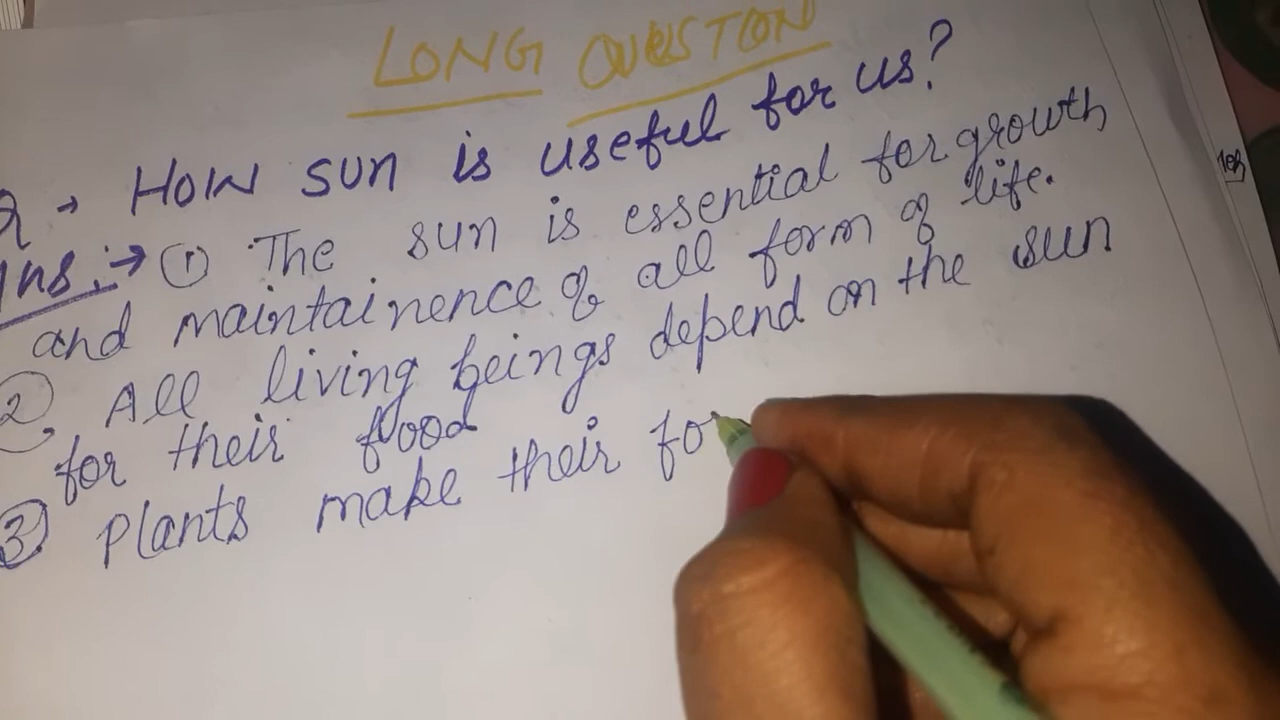 LONG QUESTON
Q → HOW sun is useful for us?
Ans:→ ① The sun is essential for growth
and maintainence of all form of life.
② All living beings depend on the sun
for their food
③ Plants make their fo